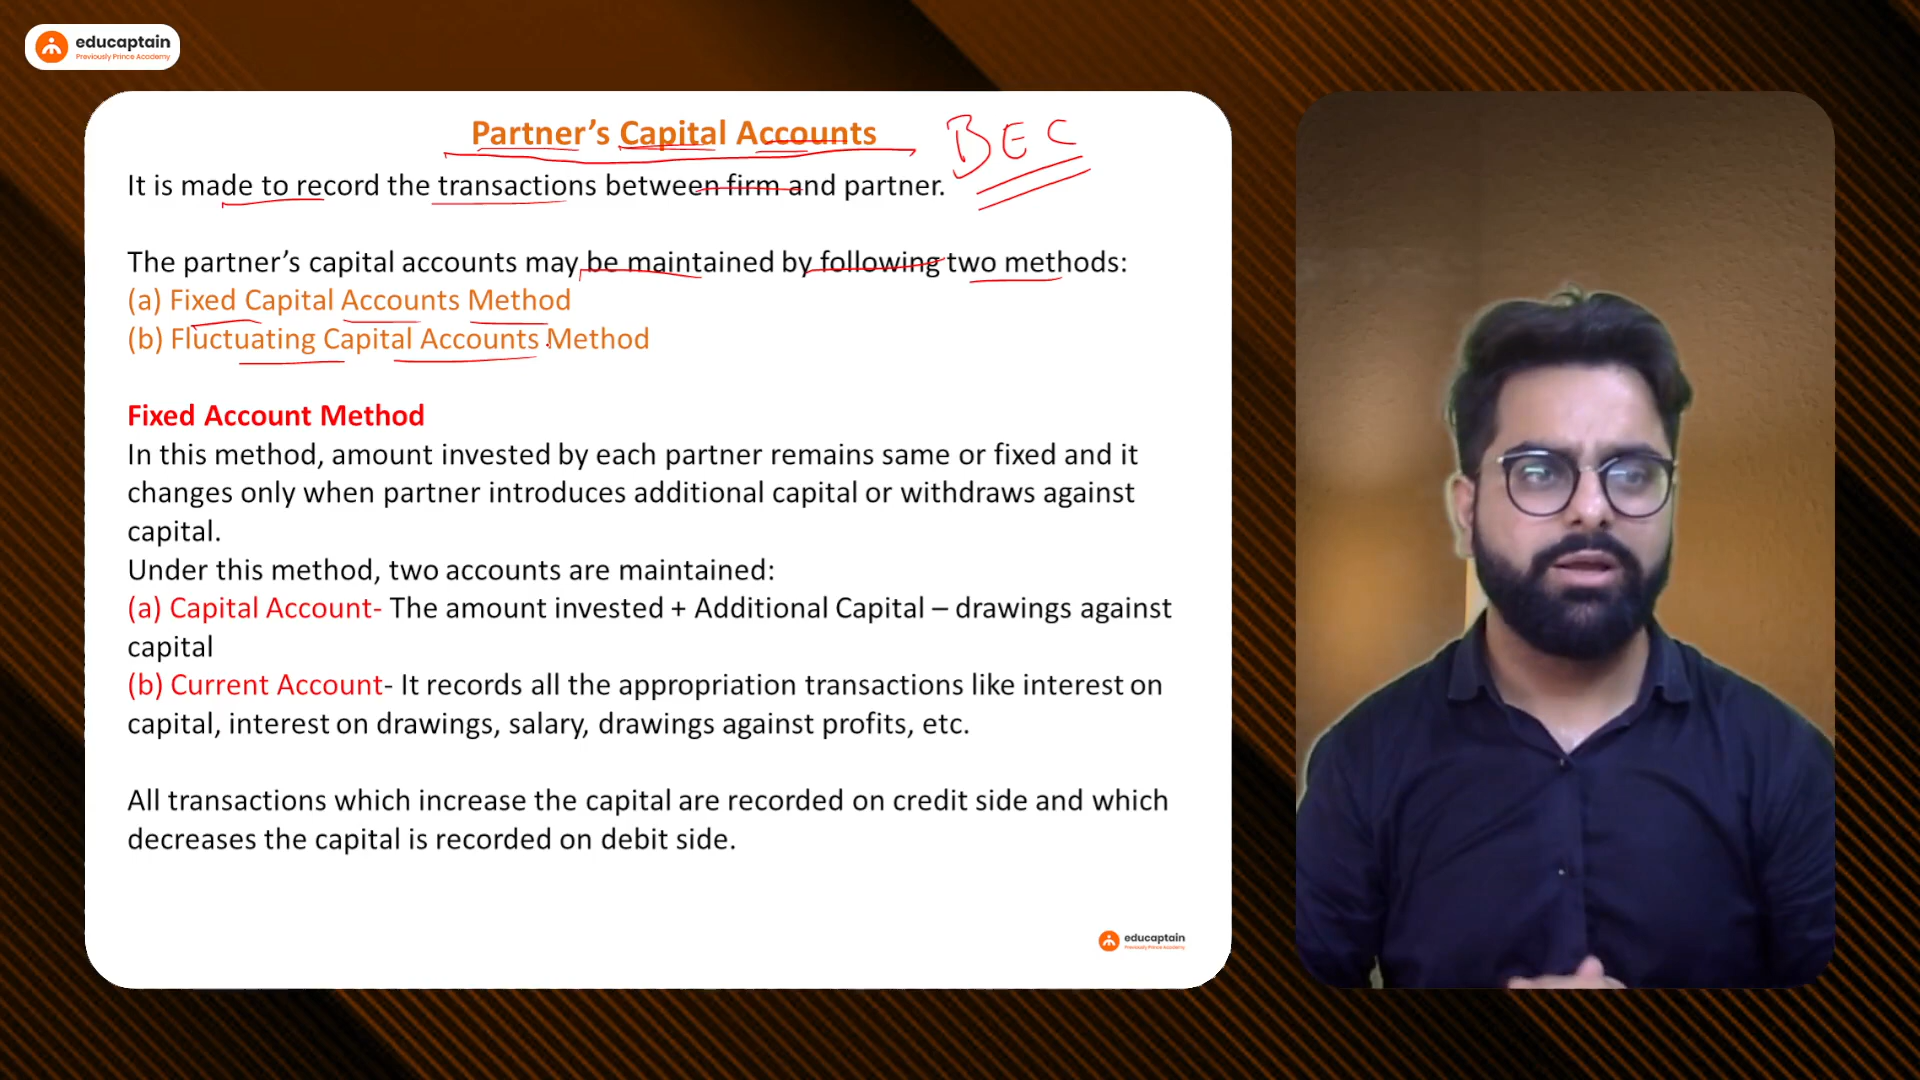 educaptain
Previously Prince Academy
Partner's Capital Accounts
BEC
It is made to record the transactions between firm and partner.
The partner's capital accounts may be maintained by following two methods:
(a) Fixed Capital Accounts Method
(b) Fluctuating Capital Accounts Method
Fixed Account Method
In this method, amount invested by each partner remains same or fixed and it
changes only when partner introduces additional capital or withdraws against
capital.
Under this method, two accounts are maintained:
(a) Capital Account- The amount invested + Additional Capital – drawings against
capital
(b) Current Account- It records all the appropriation transactions like interest on
capital, interest on drawings, salary, drawings against profits, etc.
All transactions which increase the capital are recorded on credit side and which
decreases the capital is recorded on debit side.
educaptain
Previously Prince Academy